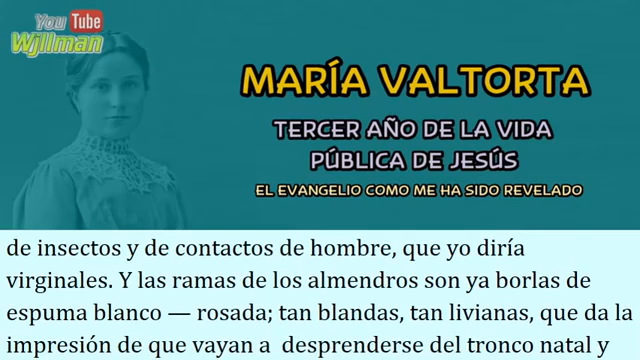 You Tube
Wjllman
MARÍA VALTORTA
TERCER AÑO DE LA VIDA
PÚBLICA DE JESÚS
EL EVANGELIO COMO ME HA SIDO REVELADO
de insectos y de contactos de hombre, que yo diría
virginales. Y las ramas de los almendros son ya borlas de
espuma blanco — rosada; tan blandas, tan livianas, que da la
impresión de que vayan a desprenderse del tronco natal y